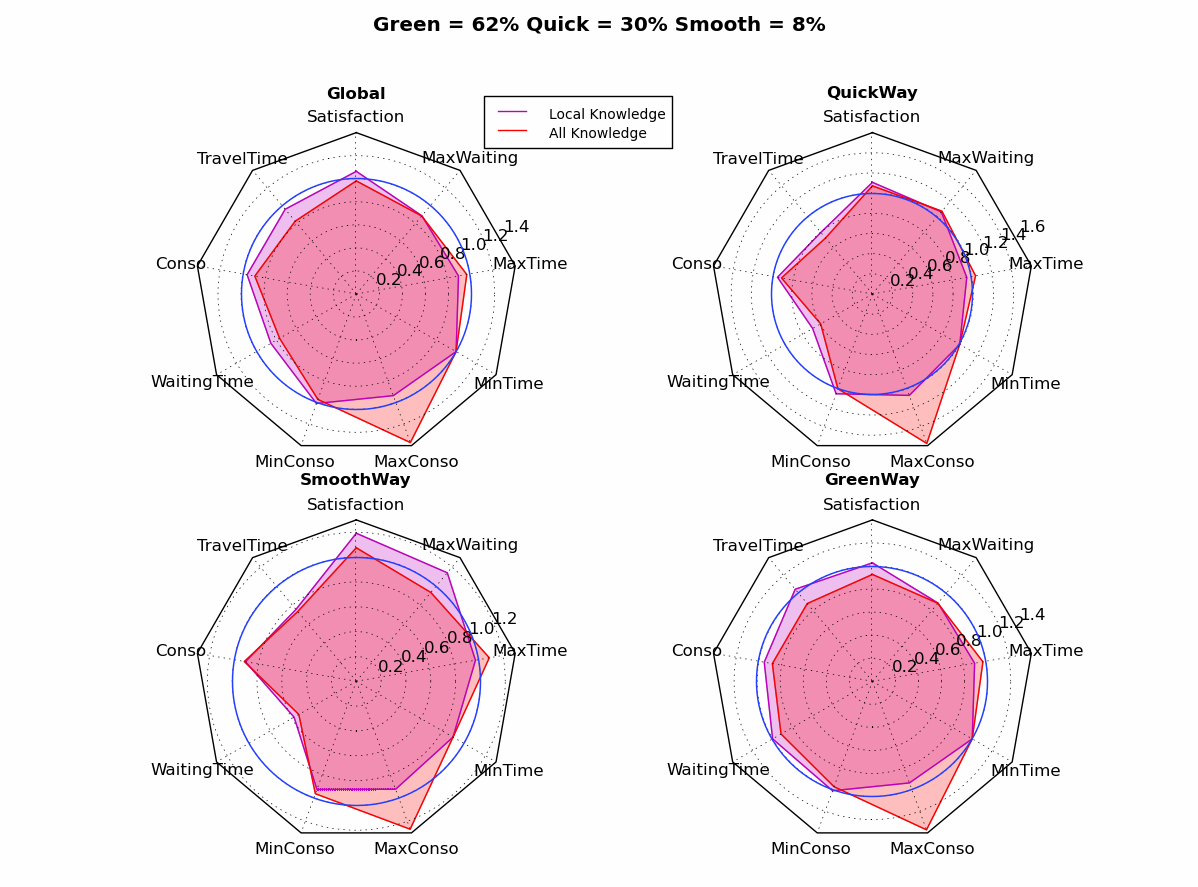 Green = 62% Quick = 30% Smooth = 8%
Global
Satisfaction
MaxWaiting
MaxTime
MinTime
MaxConso
MinConso
WaitingTime
Conso
TravelTime
0.2
0.4
0.6
0.8
1.0
1.2
1.4
Local Knowledge
All Knowledge
QuickWay
Satisfaction
MaxWaiting
MaxTime
MinTime
MaxConso
MinConso
WaitingTime
Conso
TravelTime
0.2
0.4
0.6
0.8
1.0
1.2
1.4
1.6
SmoothWay
Satisfaction
MaxWaiting
MaxTime
MinTime
MaxConso
MinConso
WaitingTime
Conso
TravelTime
0.2
0.4
0.6
0.8
1.0
1.2
GreenWay
Satisfaction
MaxWaiting
MaxTime
MinTime
MaxConso
MinConso
WaitingTime
Conso
TravelTime
0.2
0.4
0.6
0.8
1.0
1.2
1.4